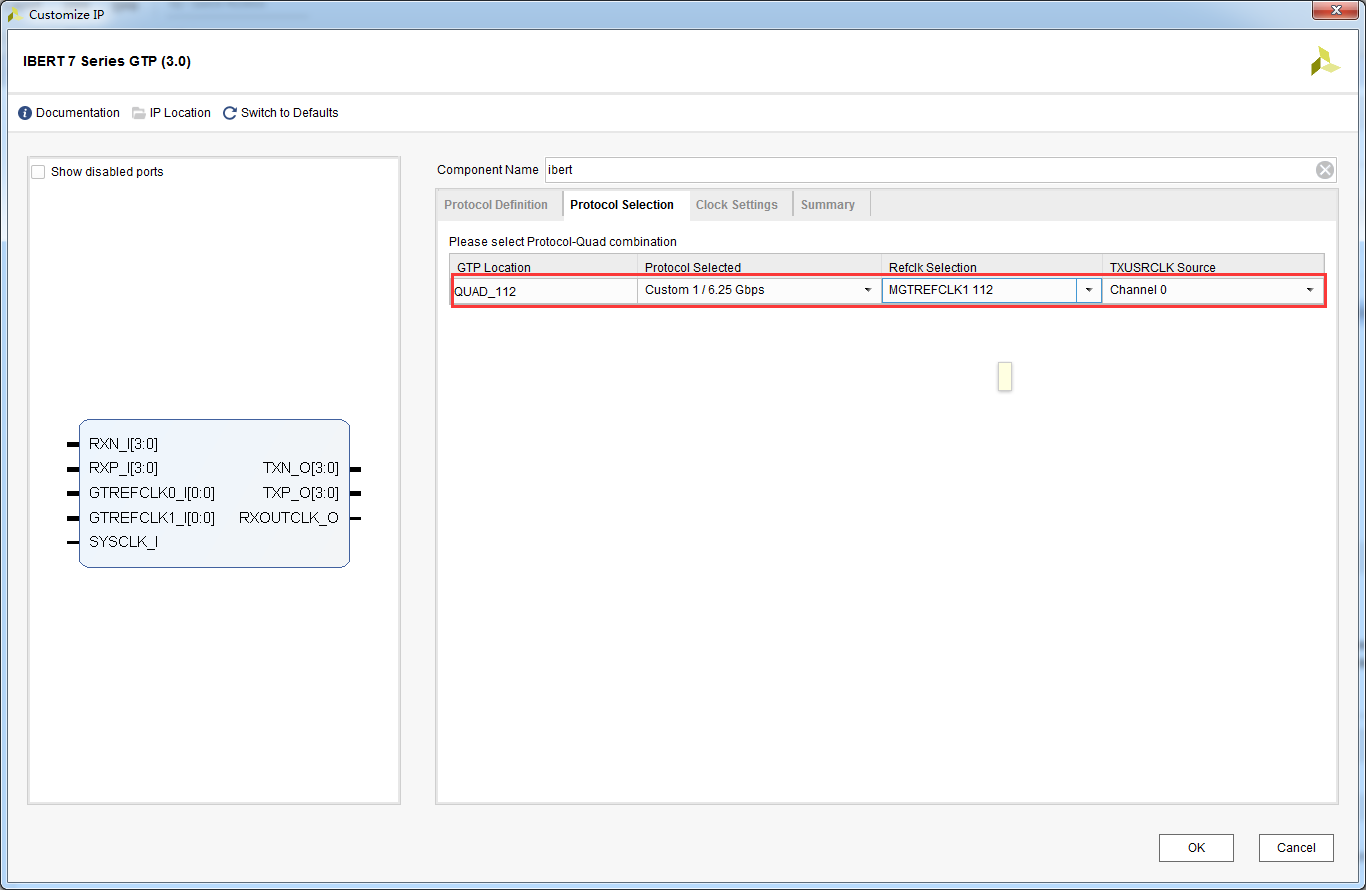 Customize IP
IBERT 7 Series GTP (3.0)
Documentation IP Location Switch to Defaults
Show disabled ports
Component Name ibert
Protocol Definition Protocol Selection Clock Settings Summary
Please select Protocol-Quad combination
GTP Location Protocol Selected Refclk Selection TXUSRCLK Source
QUAD_112 Custom 1 / 6.25 Gbps MGTREFCLK1 112 Channel 0
RXN_I[3:0]
RXP_I[3:0] TXN_O[3:0]
GTREFCLK0_I[0:0] TXP_O[3:0]
GTREFCLK1_I[0:0] RXOUTCLK_O
SYSCLK_I
OK Cancel